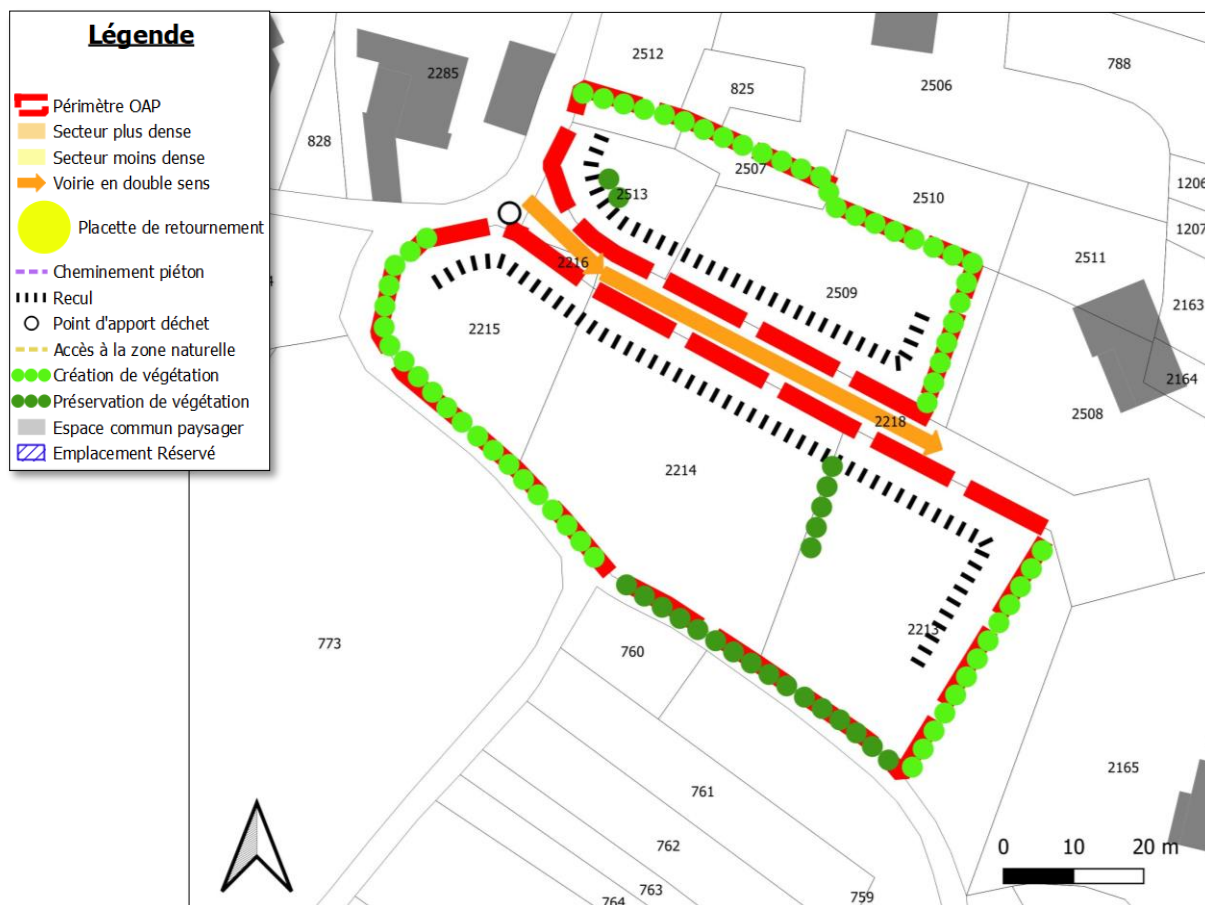 Légende
Périmètre OAP
Secteur plus dense
Secteur moins dense
Voirie en double sens
Placette de retournement
Cheminement piéton
Recul
Point d'apport déchet
Accès à la zone naturelle
Création de végétation
Préservation de végétation
Espace commun paysager
Emplacement Réservé
2512
788
2285
825
2506
828
2507
1206
2513
2510
1207
2511
2216
2509
2163
2215
2164
2508
2218
2214
773
2213
760
2165
761
762
763
759
764
0 10 20 m